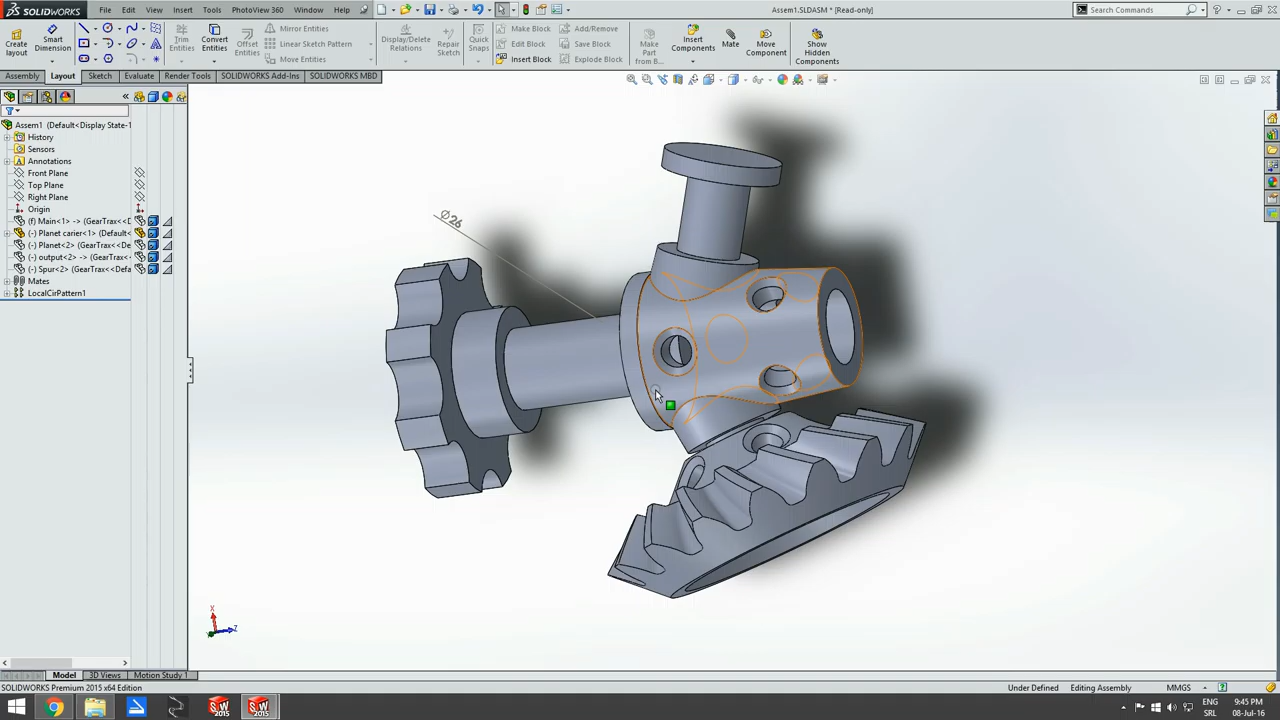 SOLIDWORKS
File Edit View Insert Tools PhotoView 360 Window Help
Assem1.SLDASM * [Read-only]
Search Commands
Create layout
Smart Dimension
Trim Entities
Convert Entities
Offset Entities
Mirror Entities
Linear Sketch Pattern
Move Entities
Display/Delete Relations
Repair Sketch
Quick Snaps
Make Block
Edit Block
Insert Block
Add/Remove
Save Block
Explode Block
Make Part from B...
Insert Components
Mate
Move Component
Show Hidden Components
Assembly Layout Sketch Evaluate Render Tools SOLIDWORKS Add-Ins SOLIDWORKS MBD
Assem1 (Default<Display State-1
History
Sensors
Annotations
Front Plane
Top Plane
Right Plane
Origin
(f) Main<1> -> (GearTrax<<D
(-) Planet carier<1> (Default
(-) Planet<2> (GearTrax<<De
(-) output<2> -> (GearTrax<<
(-) Spur<2> (GearTrax<<Defa
Mates
LocalCirPattern1
Ø26
X
Z
Model 3D Views Motion Study 1
SOLIDWORKS Premium 2015 x64 Edition
Under Defined Editing Assembly MMGS
ENG 9:45 PM
SRL 08-Jul-16